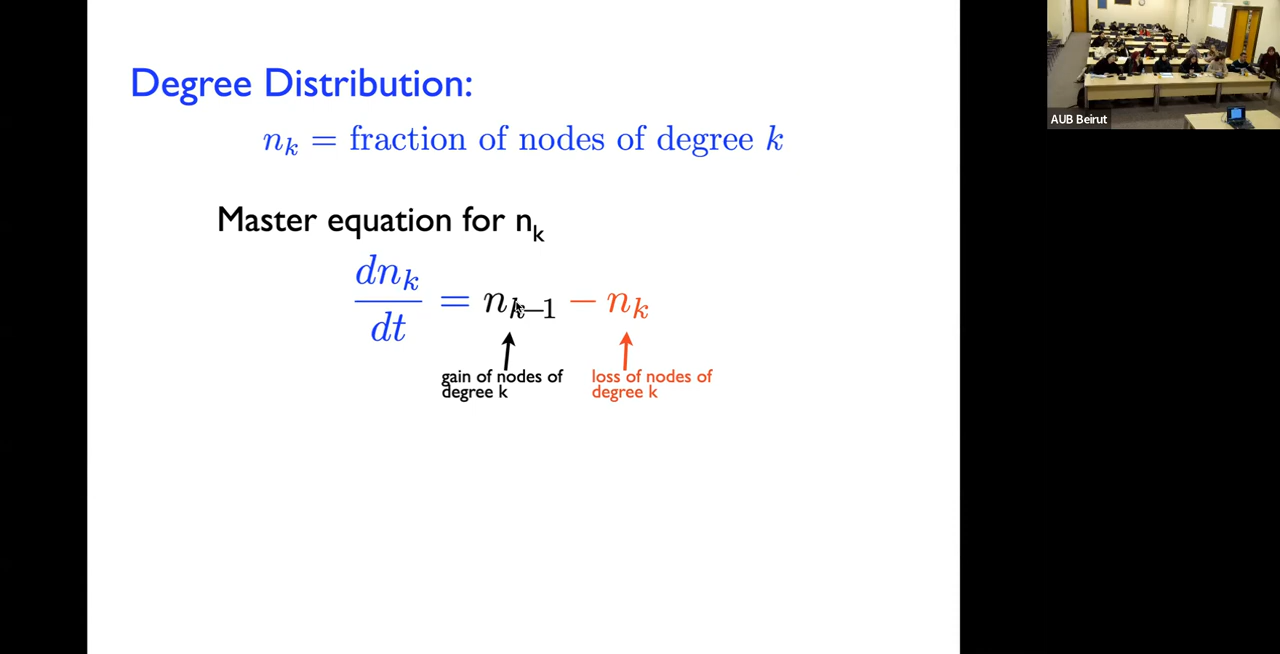 Degree Distribution:
n_k = fraction of nodes of degree k
Master equation for n_k
dn_k/dt = n_{k-1} - n_k
gain of nodes of degree k
loss of nodes of degree k
AUB Beirut